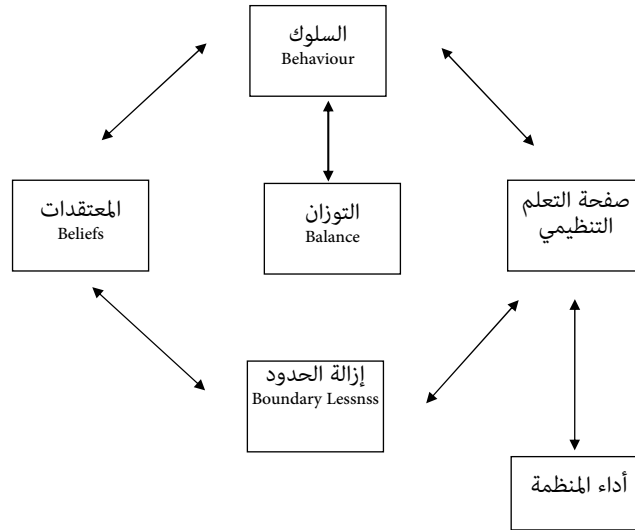 السلوك
Behaviour
المعتقدات
Beliefs
التوزان
Balance
صفحة التعلم
التنظيمي
إزالة الحدود
Boundary Lessnss
أداء المنظمة